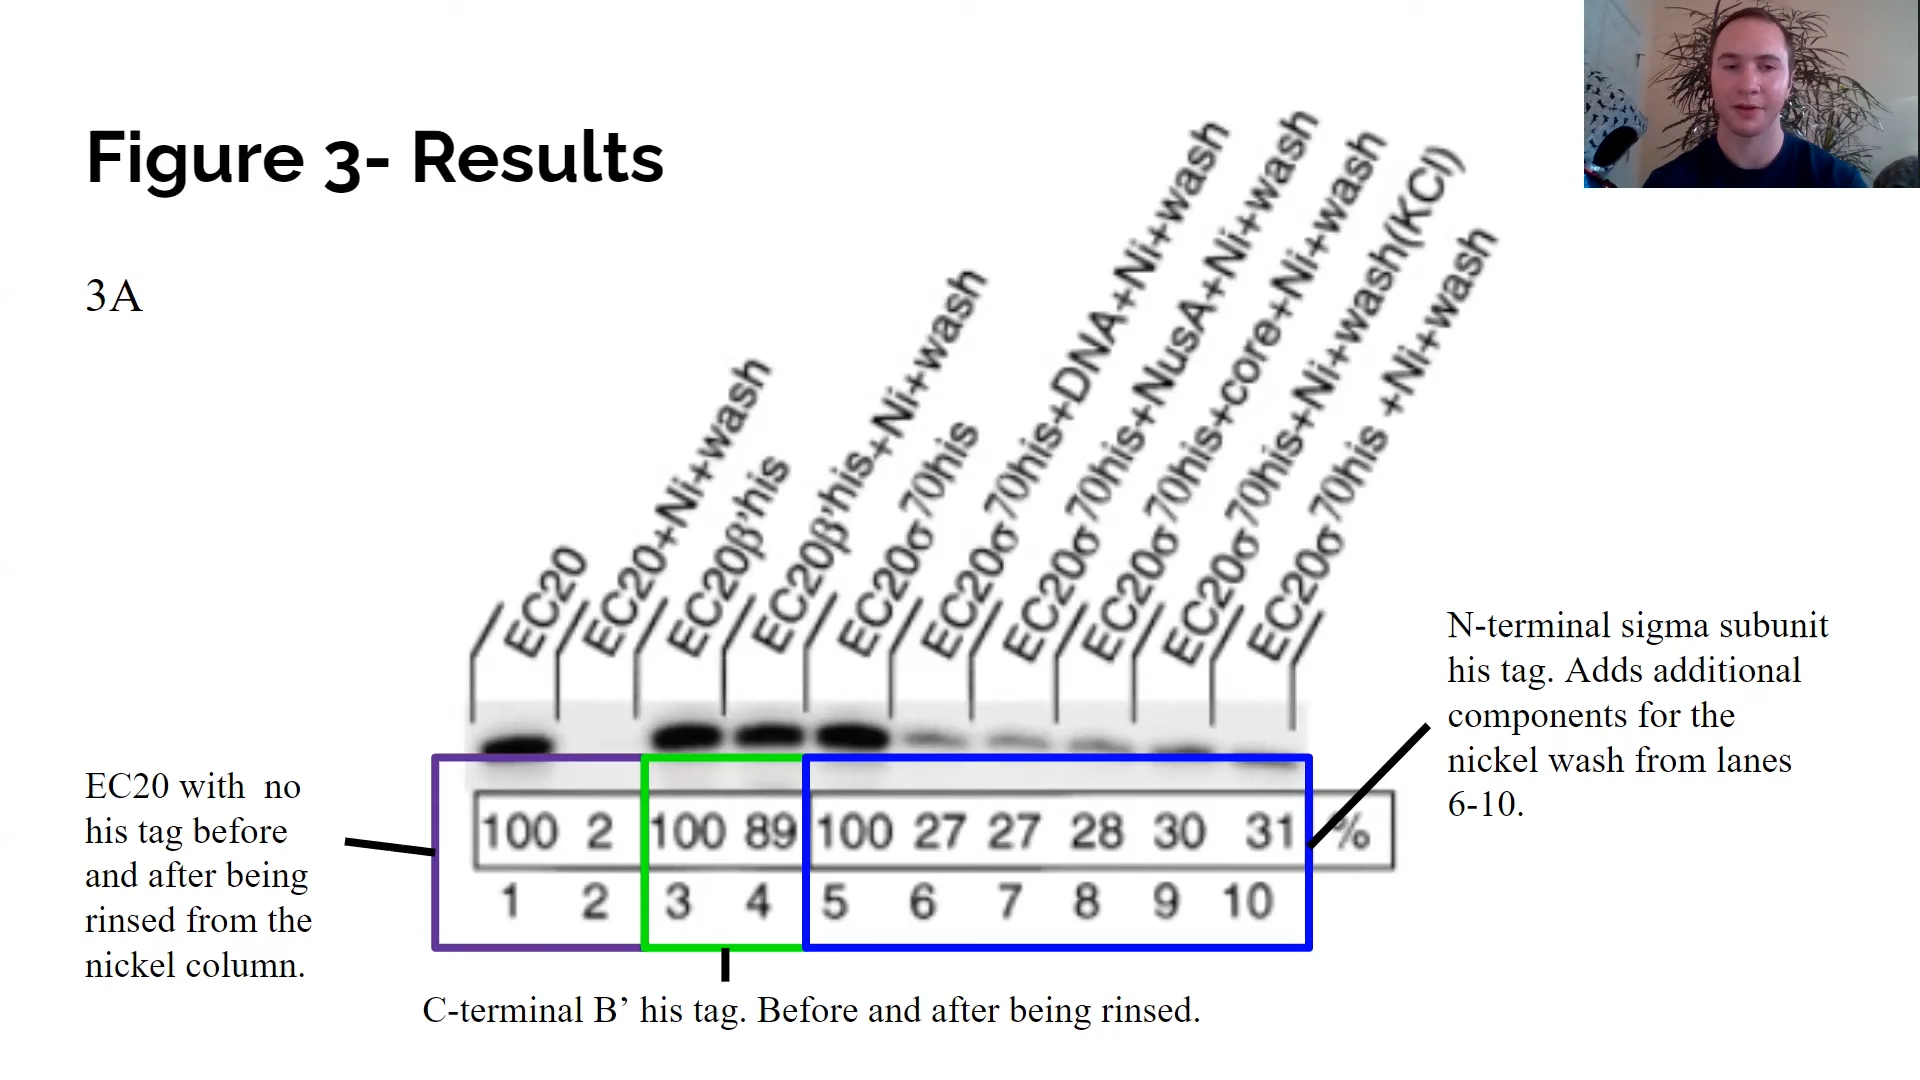 Figure 3- Results
3A
EC20
EC20+Ni+wash
EC20β'his
EC20β'his+Ni+wash
EC20σ70his
EC20σ70his+DNA+Ni+wash
EC20σ70his+NusA+Ni+wash
EC20σ70his+core+Ni+wash
EC20σ70his+Ni+wash(KCl)
EC20σ70his +Ni+wash
100 2 100 89 100 27 27 28 30 31 %
1 2 3 4 5 6 7 8 9 10
EC20 with no
his tag before
and after being
rinsed from the
nickel column.
C-terminal B’ his tag. Before and after being rinsed.
N-terminal sigma subunit
his tag. Adds additional
components for the
nickel wash from lanes
6-10.